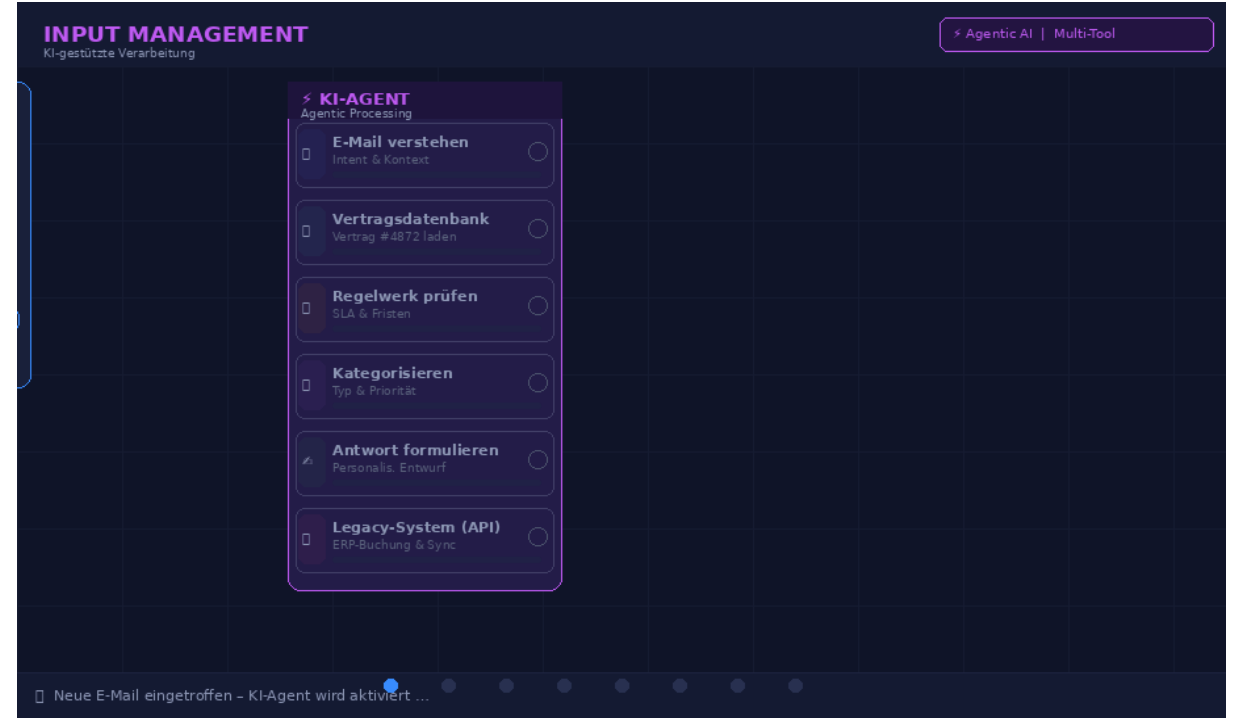 INPUT MANAGEMENT
KI-gestützte Verarbeitung
⚡ Agentic AI | Multi-Tool
⚡ KI-AGENT
Agentic Processing
E-Mail verstehen
Intent & Kontext
Vertragsdatenbank
Vertrag #4872 laden
Regelwerk prüfen
SLA & Fristen
Kategorisieren
Typ & Priorität
✍ Antwort formulieren
Personalis. Entwurf
Legacy-System (API)
ERP-Buchung & Sync
Neue E-Mail eingetroffen – KI-Agent wird aktiviert ...